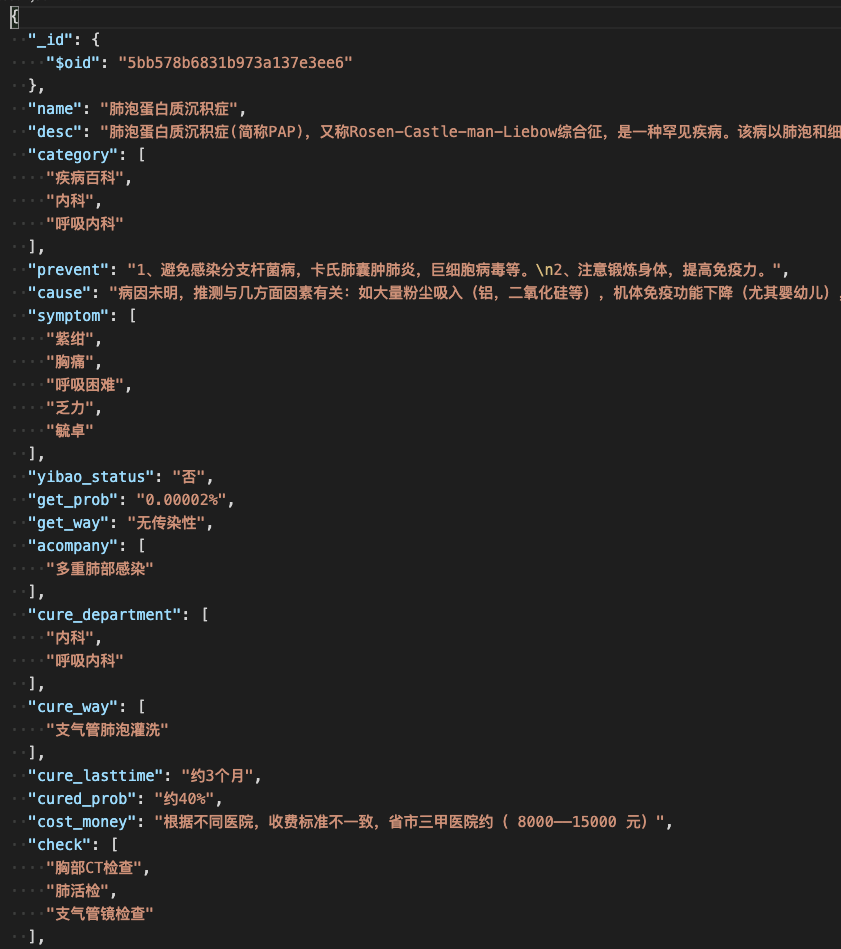 {
"_id": {
"$oid": "5bb578b6831b973a137e3ee6"
},
"name": "肺泡蛋白质沉积症",
"desc": "肺泡蛋白质沉积症(简称PAP)，又称Rosen-Castle-man-Liebow综合征，是一种罕见疾病。该病以肺泡和细
"category": [
"疾病百科",
"内科",
"呼吸内科"
],
"prevent": "1、避免感染分支杆菌病，卡氏肺囊肿肺炎，巨细胞病毒等。\n2、注意锻炼身体，提高免疫力。",
"cause": "病因未明，推测与几方面因素有关：如大量粉尘吸入（铝，二氧化硅等），机体免疫功能下降（尤其婴幼儿），
"symptom": [
"紫绀",
"胸痛",
"呼吸困难",
"乏力",
"毓卓"
],
"yibao_status": "否",
"get_prob": "0.00002%",
"get_way": "无传染性",
"acompany": [
"多重肺部感染"
],
"cure_department": [
"内科",
"呼吸内科"
],
"cure_way": [
"支气管肺泡灌洗"
],
"cure_lasttime": "约3个月",
"cured_prob": "约40%",
"cost_money": "根据不同医院，收费标准不一致，省市三甲医院约（ 8000——15000 元）",
"check": [
"胸部CT检查",
"肺活检",
"支气管镜检查"
],